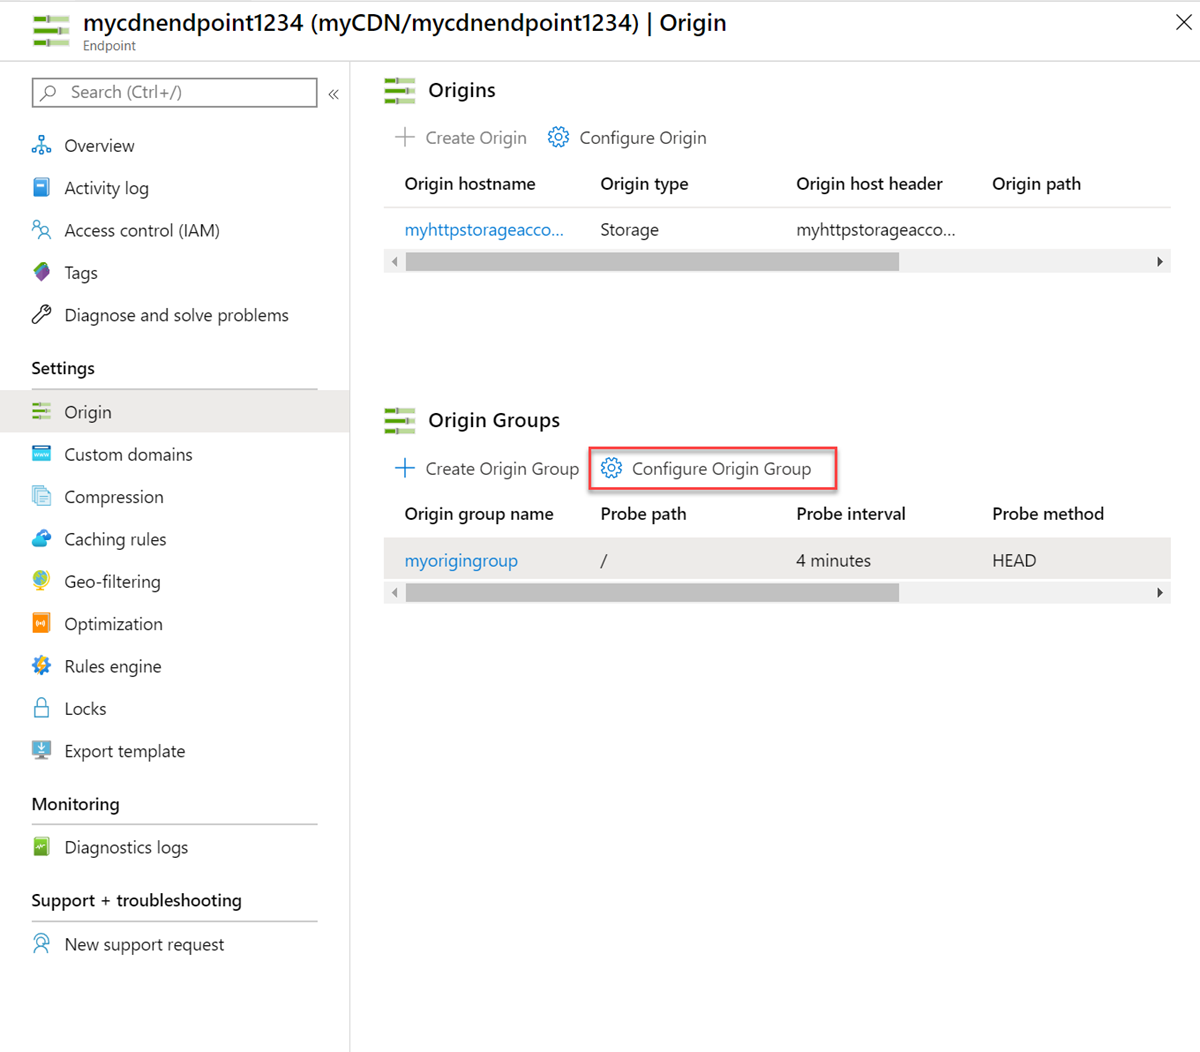 mycdnendpoint1234 (myCDN/mycdnendpoint1234) | Origin
Endpoint
Search (Ctrl+/)
«
Overview
Activity log
Access control (IAM)
Tags
Diagnose and solve problems
Settings
Origin
Custom domains
Compression
Caching rules
Geo-filtering
Optimization
Rules engine
Locks
Export template
Monitoring
Diagnostics logs
Support + troubleshooting
New support request
Origins
Create Origin Configure Origin
Origin hostname Origin type Origin host header Origin path
myhttpstorageacco... Storage myhttpstorageacco...
Origin Groups
Create Origin Group Configure Origin Group
Origin group name Probe path Probe interval Probe method
myorigingroup / 4 minutes HEAD